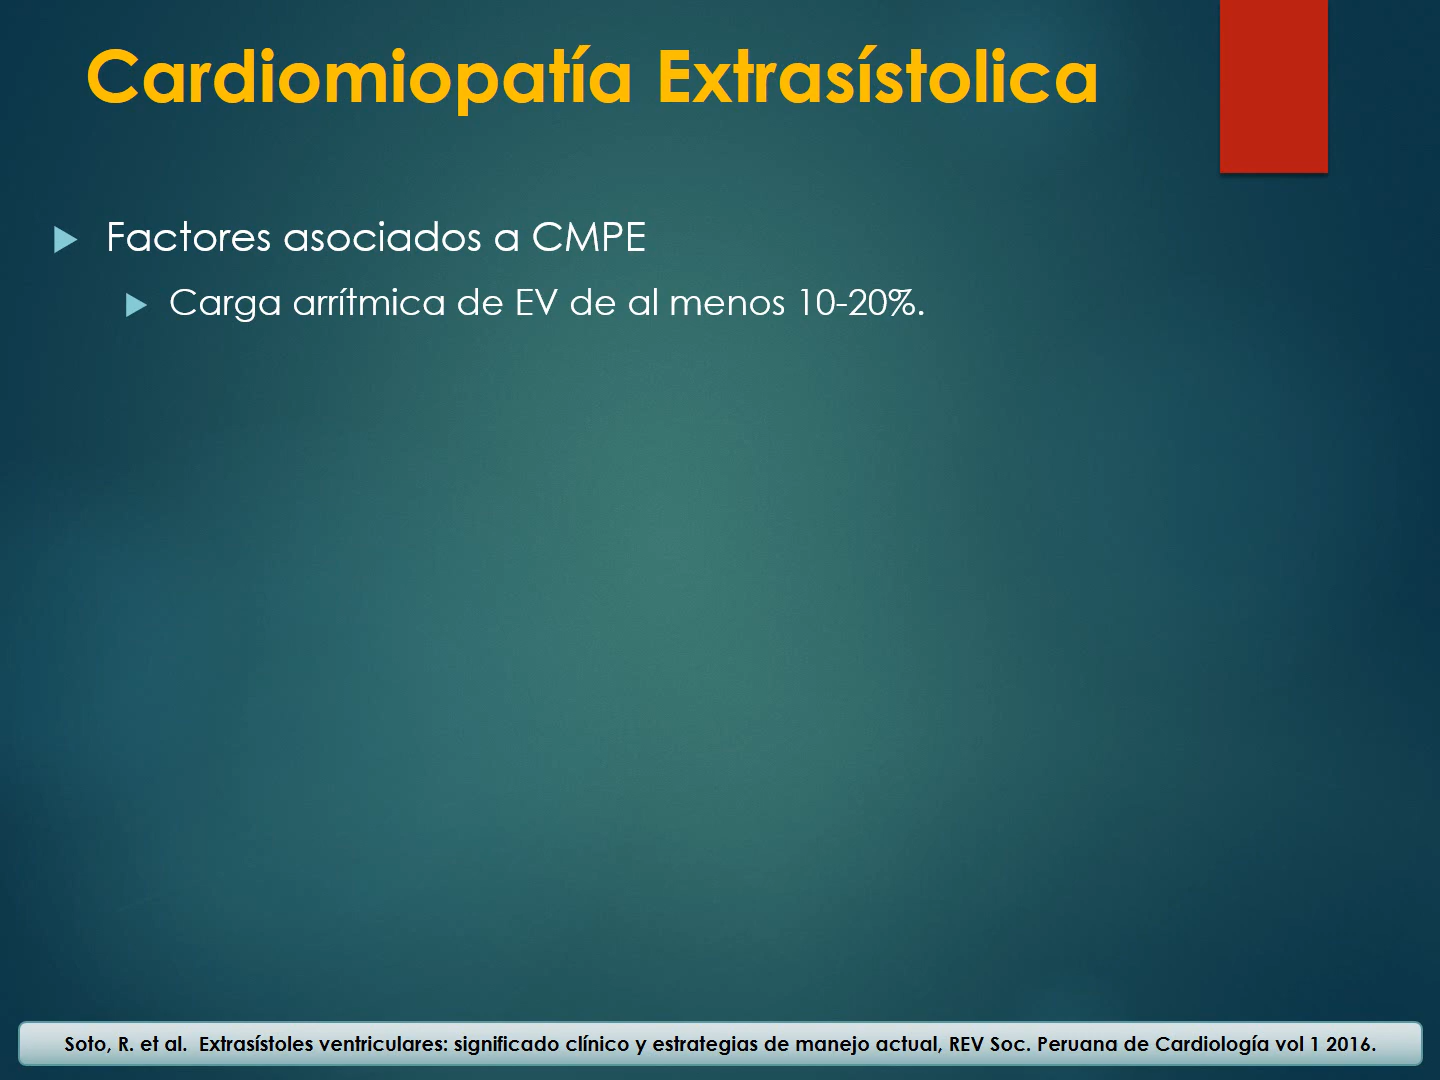 Cardiomiopatía Extrasístolica
Factores asociados a CMPE
Carga arrítmica de EV de al menos 10-20%.
Soto, R. et al.  Extrasístoles ventriculares: significado clínico y estrategias de manejo actual, REV Soc. Peruana de Cardiología vol 1 2016.